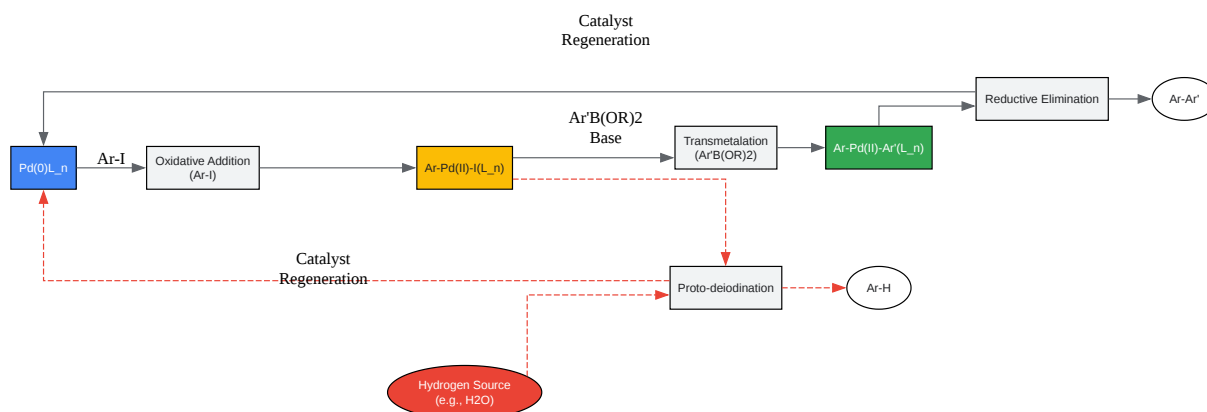 Catalyst
Regeneration
Reductive Elimination
Ar-Ar'
Ar'B(OR)2
Base
Pd(0)L_n
Ar-I
Oxidative Addition
(Ar-I)
Ar-Pd(II)-I(L_n)
Transmetalation
(Ar'B(OR)2)
Ar-Pd(II)-Ar'(L_n)
Catalyst
Regeneration
Proto-deiodination
Ar-H
Hydrogen Source
(e.g., H2O)